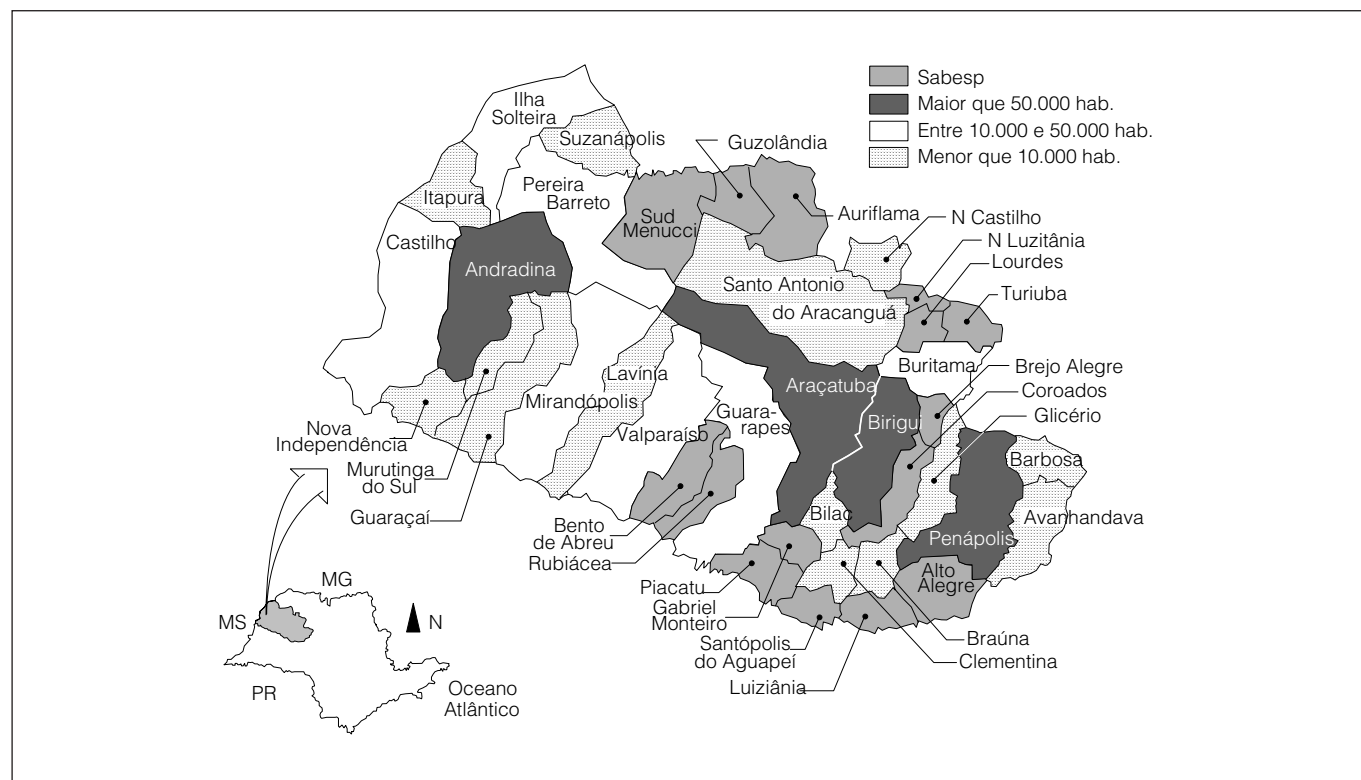 Sabesp
Maior que 50.000 hab.
Entre 10.000 e 50.000 hab.
Menor que 10.000 hab.
Ilha
Solteira
Suzanápolis
Guzolândia
Itapura
Pereira
Barreto
Auriflama
N Castilho
Sud
Menucci
N Luzitânia
Lourdes
Castilho
Andradina
Santo Antonio
do Aracanguá
Turiuba
Buritama
Brejo Alegre
Coroados
Glicério
Lavínia
Araçatuba
Mirandópolis
Guara-
rapes
Birigui
Valparaíso
Nova
Independência
Murutinga
do Sul
Guaraçaí
Barbosa
Avanhandava
Bilac
Bento
de Abreu
Rubiácea
Penápolis
Alto
Alegre
Piacatu
Gabriel
Monteiro
Santópolis
do Aguapeí
Luiziânia
Braúna
Clementina
MG
MS
N
PR
Oceano
Atlântico